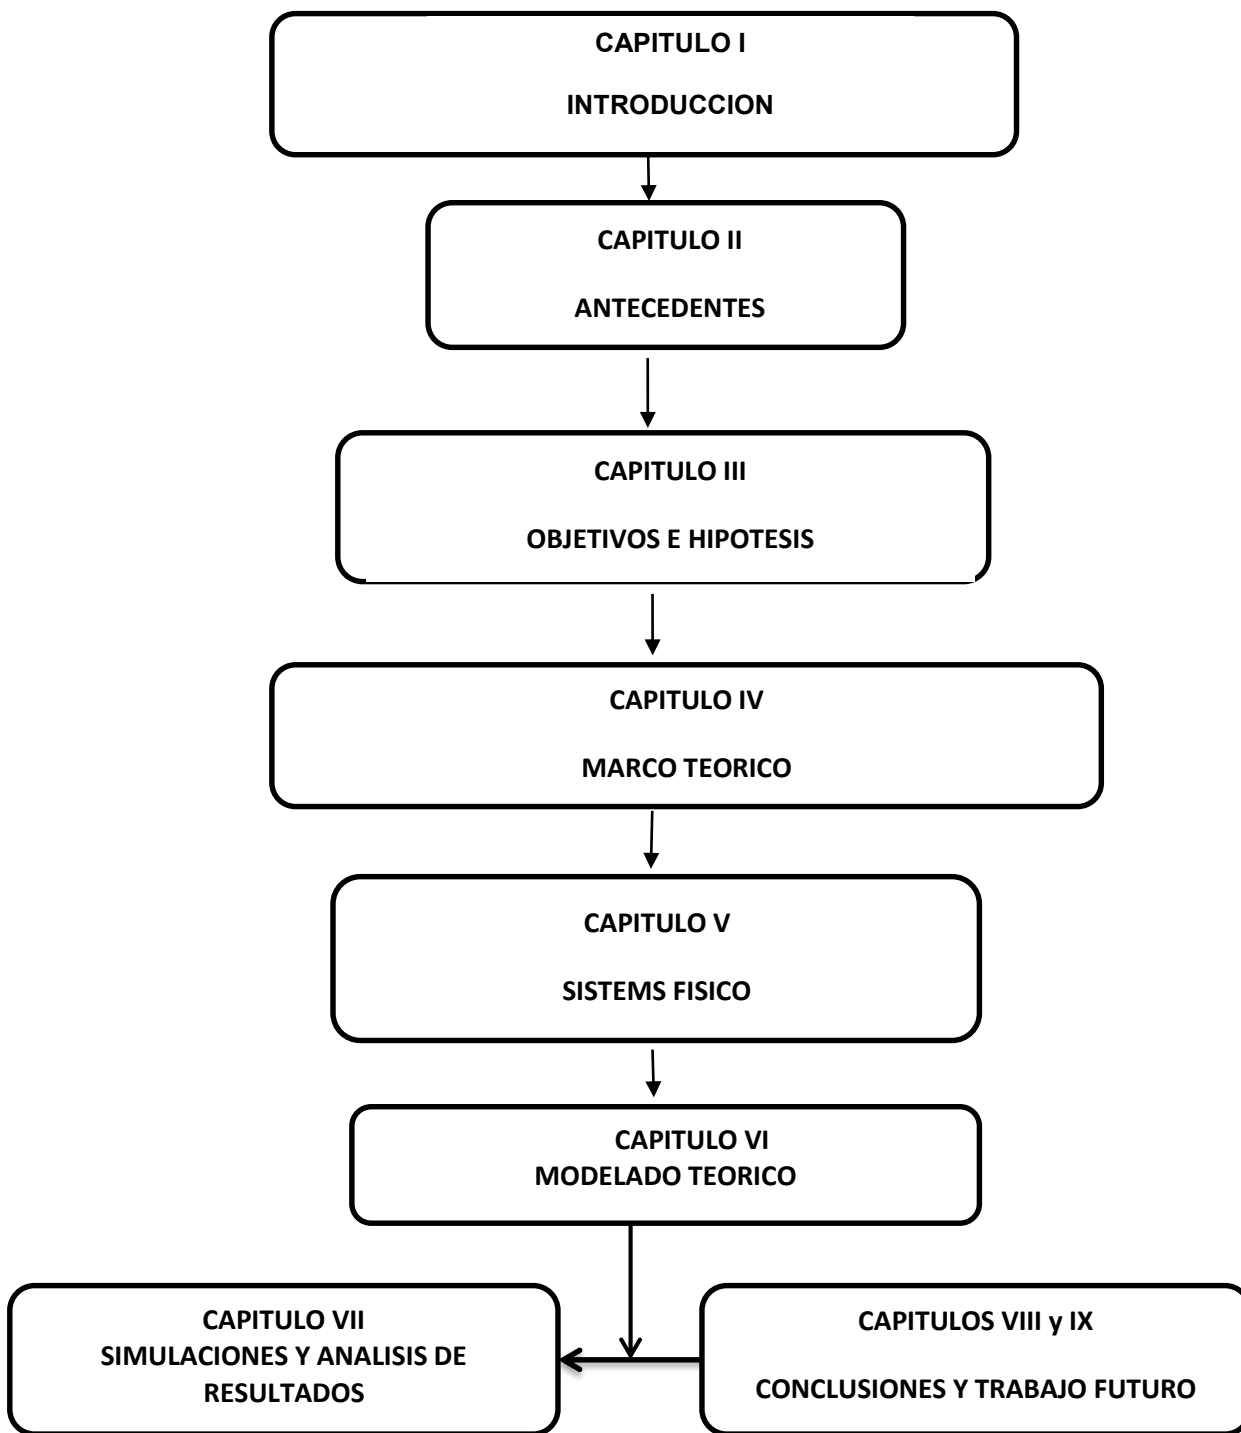 CAPITULO I
INTRODUCCION
CAPITULO II
ANTECEDENTES
CAPITULO III
OBJETIVOS E HIPOTESIS
CAPITULO IV
MARCO TEORICO
CAPITULO V
SISTEMS FISICO
CAPITULO VI
MODELADO TEORICO
CAPITULO VII
SIMULACIONES Y ANALISIS DE
RESULTADOS
CAPITULOS VIII y IX
CONCLUSIONES Y TRABAJO FUTURO